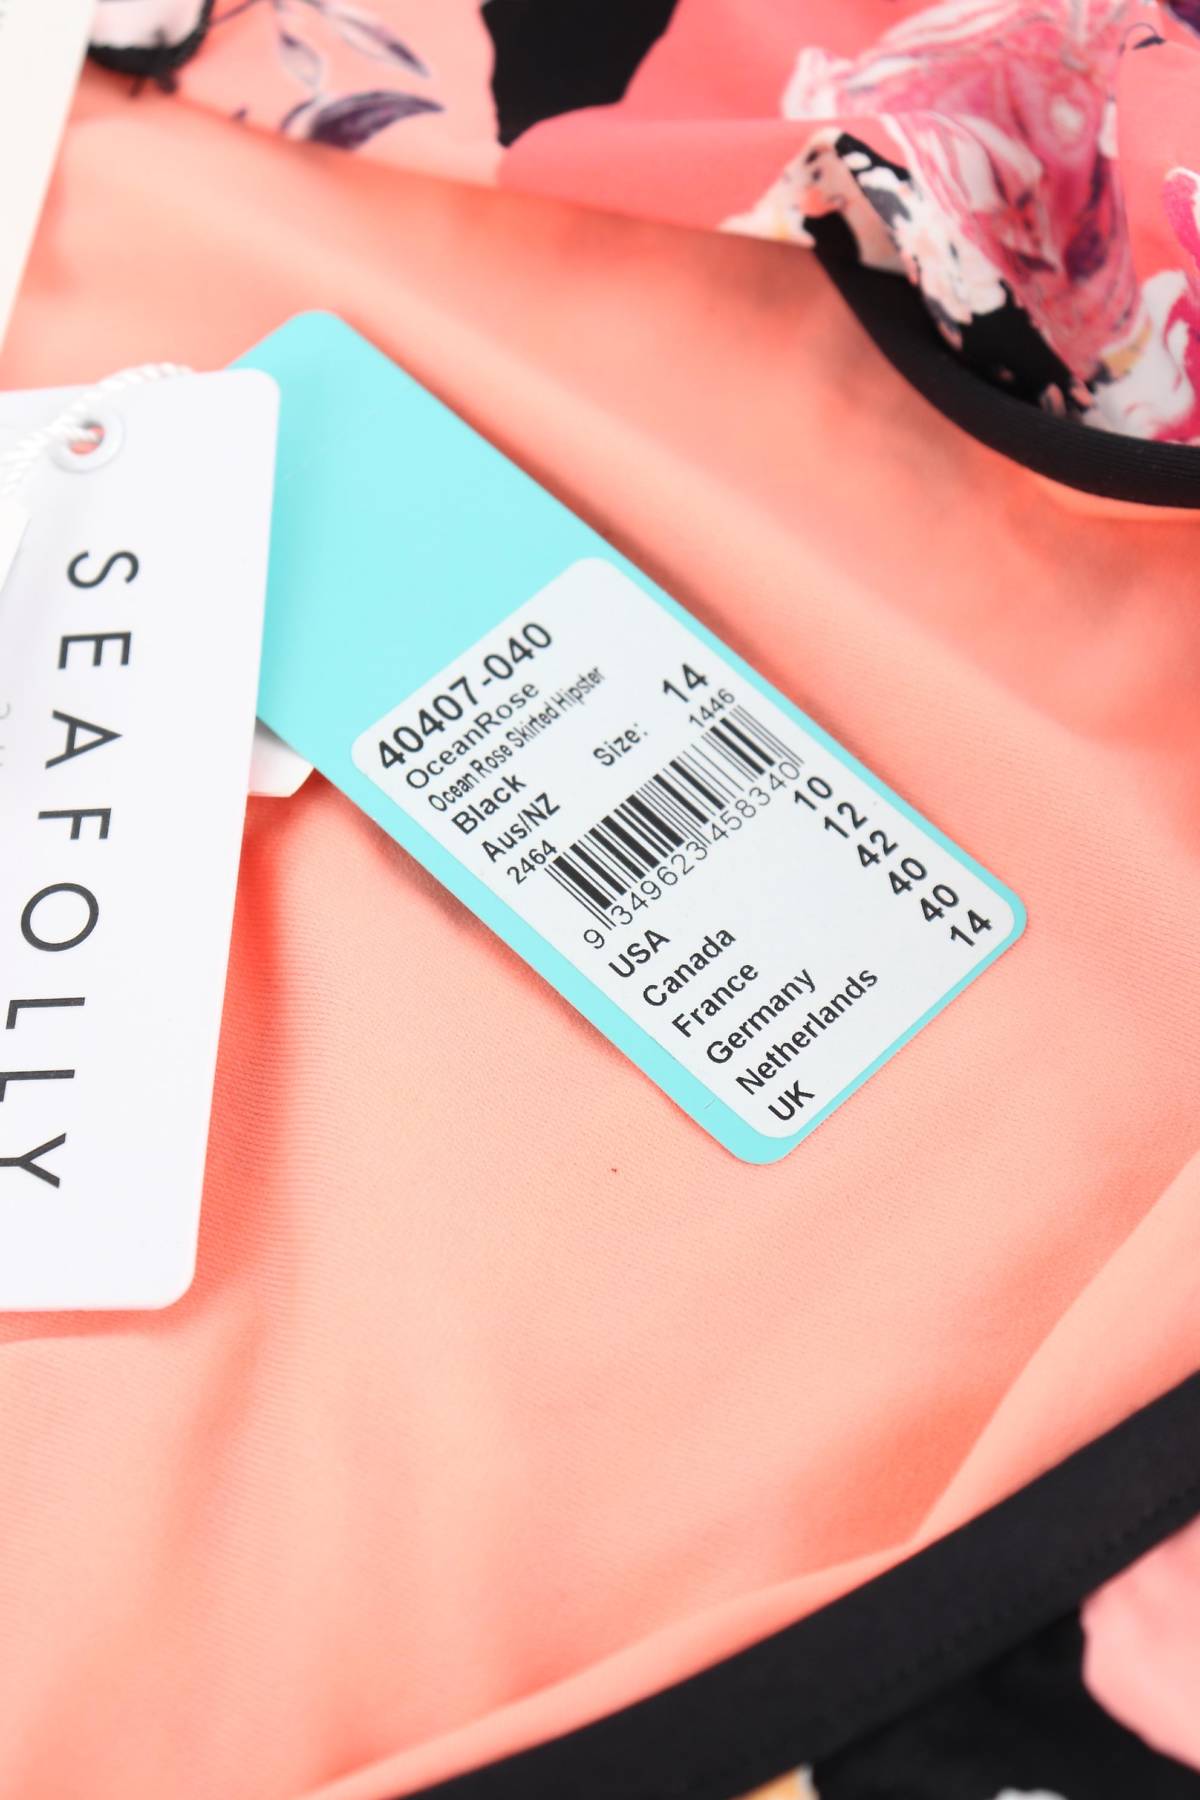 SEAFOLLY
40407-040
OceanRose
Ocean Rose Skirted Hipster
Black
Size: 14
Aus/NZ
2464 1446
9 349623 458340
USA 10
Canada 12
France 42
Germany 40
Netherlands 40
UK 14